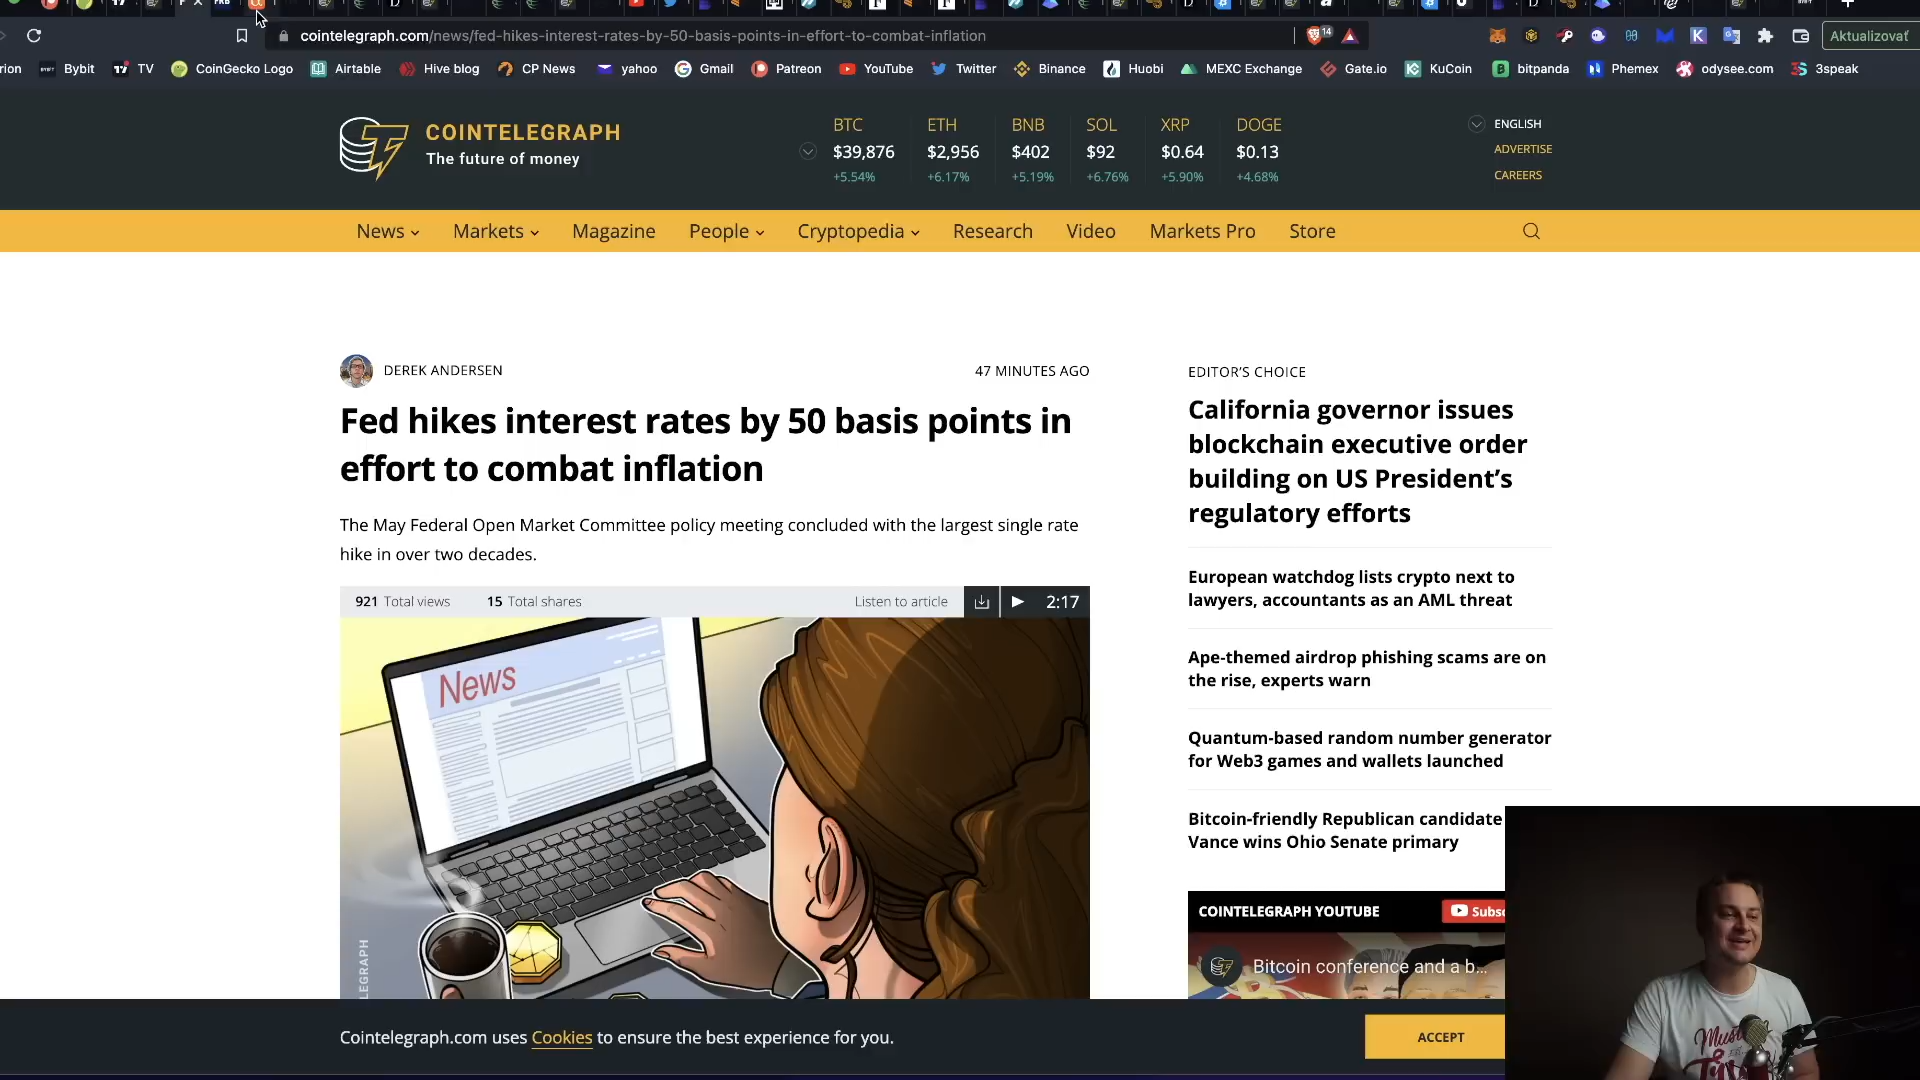 cointelegraph.com/news/fed-hikes-interest-rates-by-50-basis-points-in-effort-to-combat-inflation
14
Aktualizovať
rion
Bybit
TV
CoinGecko Logo
Airtable
Hive blog
CP News
yahoo
Gmail
Patreon
YouTube
Twitter
Binance
Huobi
MEXC Exchange
Gate.io
KuCoin
bitpanda
Phemex
odysee.com
3speak
COINTELEGRAPH
The future of money
BTC ETH BNB SOL XRP DOGE
$39,876 $2,956 $402 $92 $0.64 $0.13
+5.54% +6.17% +5.19% +6.76% +5.90% +4.68%
ENGLISH
ADVERTISE
CAREERS
News Markets Magazine People Cryptopedia Research Video Markets Pro Store
DEREK ANDERSEN
47 MINUTES AGO
Fed hikes interest rates by 50 basis points in
effort to combat inflation
The May Federal Open Market Committee policy meeting concluded with the largest single rate
hike in over two decades.
921 Total views 15 Total shares Listen to article 2:17
News
LEGRAPH
EDITOR'S CHOICE
California governor issues
blockchain executive order
building on US President's
regulatory efforts
European watchdog lists crypto next to
lawyers, accountants as an AML threat
Ape-themed airdrop phishing scams are on
the rise, experts warn
Quantum-based random number generator
for Web3 games and wallets launched
Bitcoin-friendly Republican candidate
Vance wins Ohio Senate primary
COINTELEGRAPH YOUTUBE
Subsc
Bitcoin conference and a b...
Cointelegraph.com uses Cookies to ensure the best experience for you.
ACCEPT